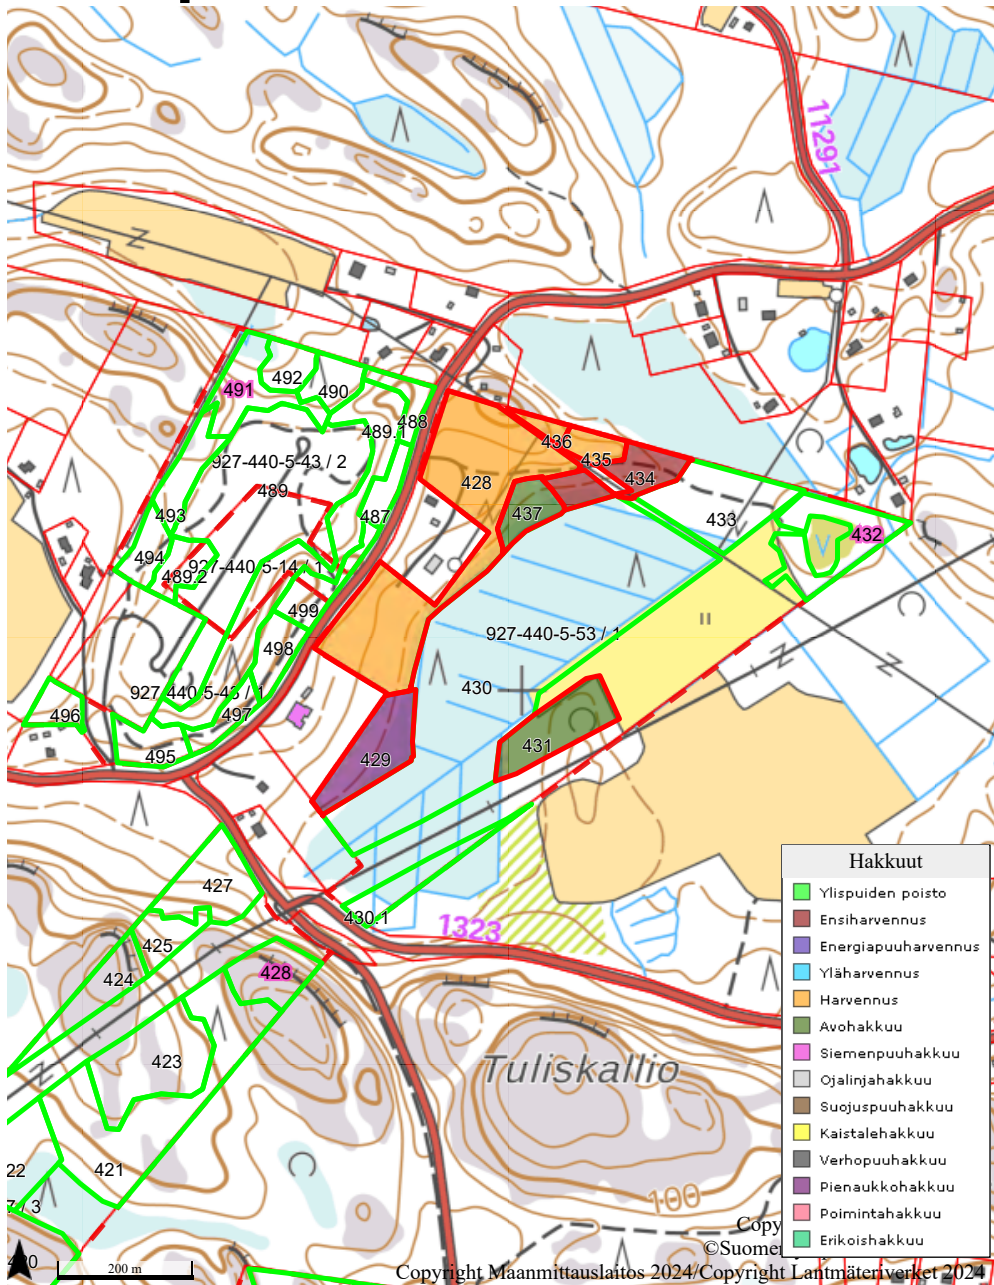 11291
492
491
490
488
489.1
436
435
434
927-440-5-43 / 2
428
489
437
433
493
487
432
494
489.2
927-440-5-14 / 1
499
927-440-5-53 / 1
498
430
927-440-5-43 / 1
496
497
495
431
429
Hakkuut
Ylispuiden poisto
Ensiharvennus
Energiapuuharvennus
Yläharvennus
Harvennus
Avohakkuu
Siemenpuuhakkuu
Ojalinjahakkuu
Suojuspuuhakkuu
Kaistalehakkuu
Verhopuuhakkuu
Pienaukkohakkuu
Poimintahakkuu
Erikoishakkuu
427
430.1
1323
425
424
428
423
Tuliskallio
421
22
7 / 3
100
Copy
©Suomen
200 m
Copyright Maanmittauslaitos 2024/Copyright Lantmäteriverket 2024